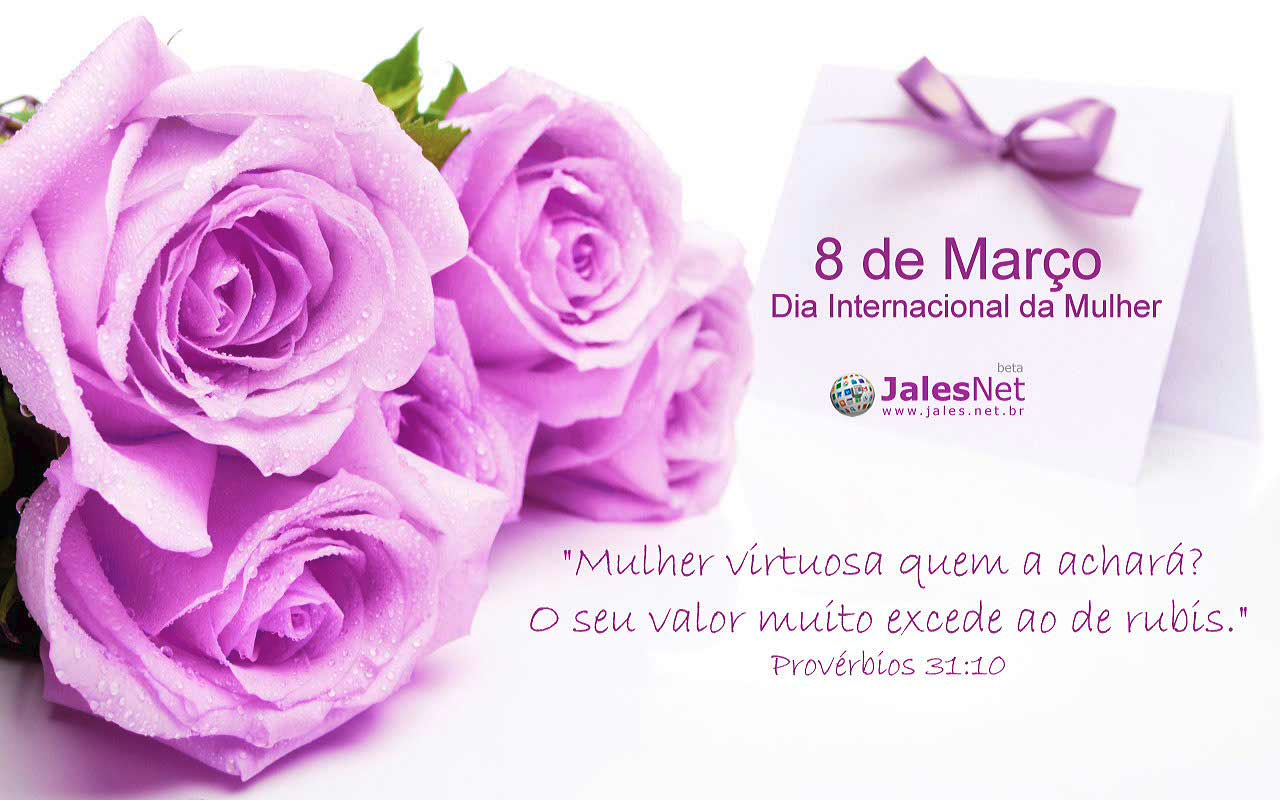 8 de Março
Dia Internacional da Mulher
beta
JalesNet
www.jales.net.br
"Mulher virtuosa quem a achará?
O seu valor muito excede ao de rubis."
Provérbios 31:10